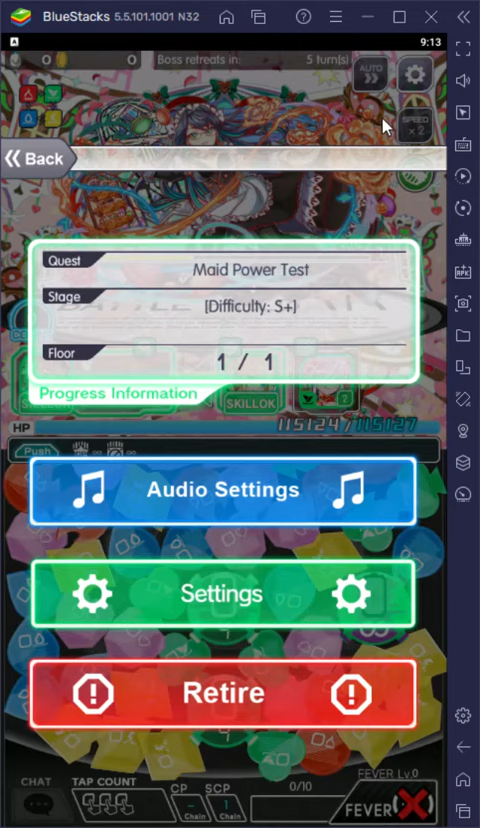 BlueStacks 5.5.101.1001 N32
9:13
0
0
Boss retreats in:
5 turn(s)
AUTO
SPEED
×2
Back
Quest
Maid Power Test
Stage
[Difficulty: S+]
Floor
1 / 1
Progress Information
SKILLOK
SKILLOK
2
HP
115124/115127
Push
Audio Settings
Settings
Retire
CHAT
TAP COUNT
CP
SCP
0/10
FEVER Lv.0
Chain
1
Chain
FEVER